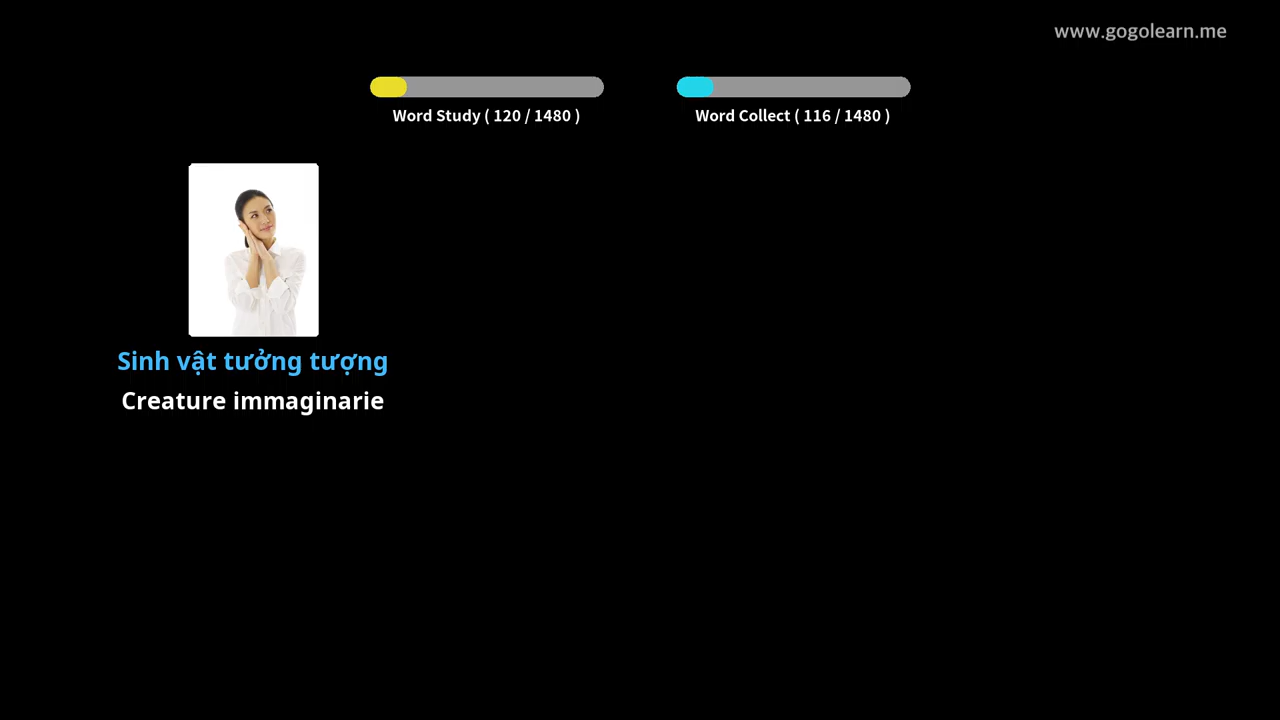 www.gogolearn.me
Word Study ( 120 / 1480 )
Word Collect ( 116 / 1480 )
Sinh vật tưởng tượng
Creature immaginarie